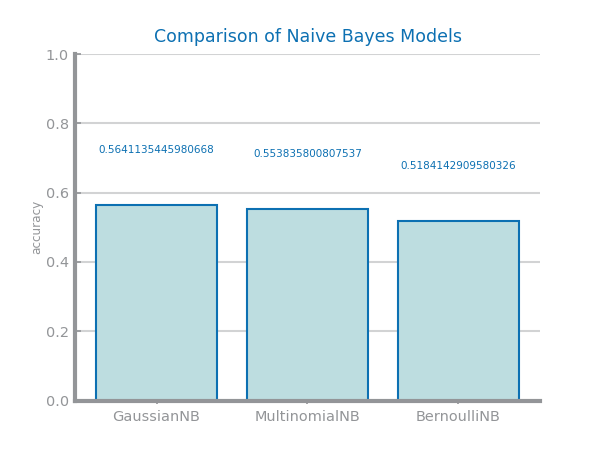 Comparison of Naive Bayes Models
1.0
0.8
0.6
0.4
0.2
0.0
accuracy
0.5641135445980668
0.553835800807537
0.5184142909580326
GaussianNB
MultinomialNB
BernoulliNB